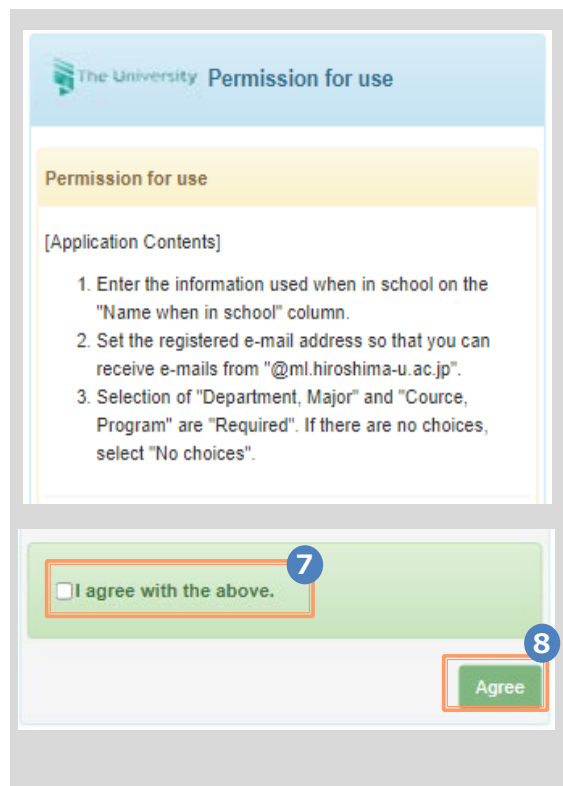 The University Permission for use
Permission for use
[Application Contents]
1. Enter the information used when in school on the
"Name when in school" column.
2. Set the registered e-mail address so that you can
receive e-mails from "@ml.hiroshima-u.ac.jp".
3. Selection of "Department, Major" and "Cource,
Program" are "Required". If there are no choices,
select "No choices".
7
I agree with the above.
8
Agree